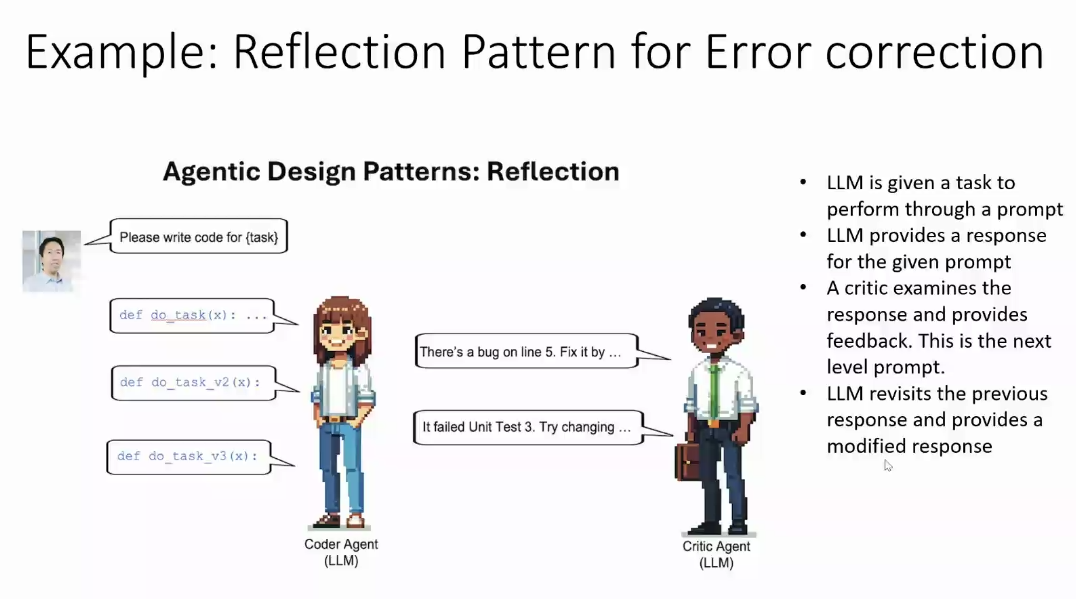 Example: Reflection Pattern for Error correction
Agentic Design Patterns: Reflection
Please write code for {task}
def do_task(x): ...
def do_task_v2(x):
def do_task_v3(x):
There's a bug on line 5. Fix it by ...
It failed Unit Test 3. Try changing ...
Coder Agent
(LLM)
Critic Agent
(LLM)
• LLM is given a task to
perform through a prompt
• LLM provides a response
for the given prompt
• A critic examines the
response and provides
feedback. This is the next
level prompt.
• LLM revisits the previous
response and provides a
modified response